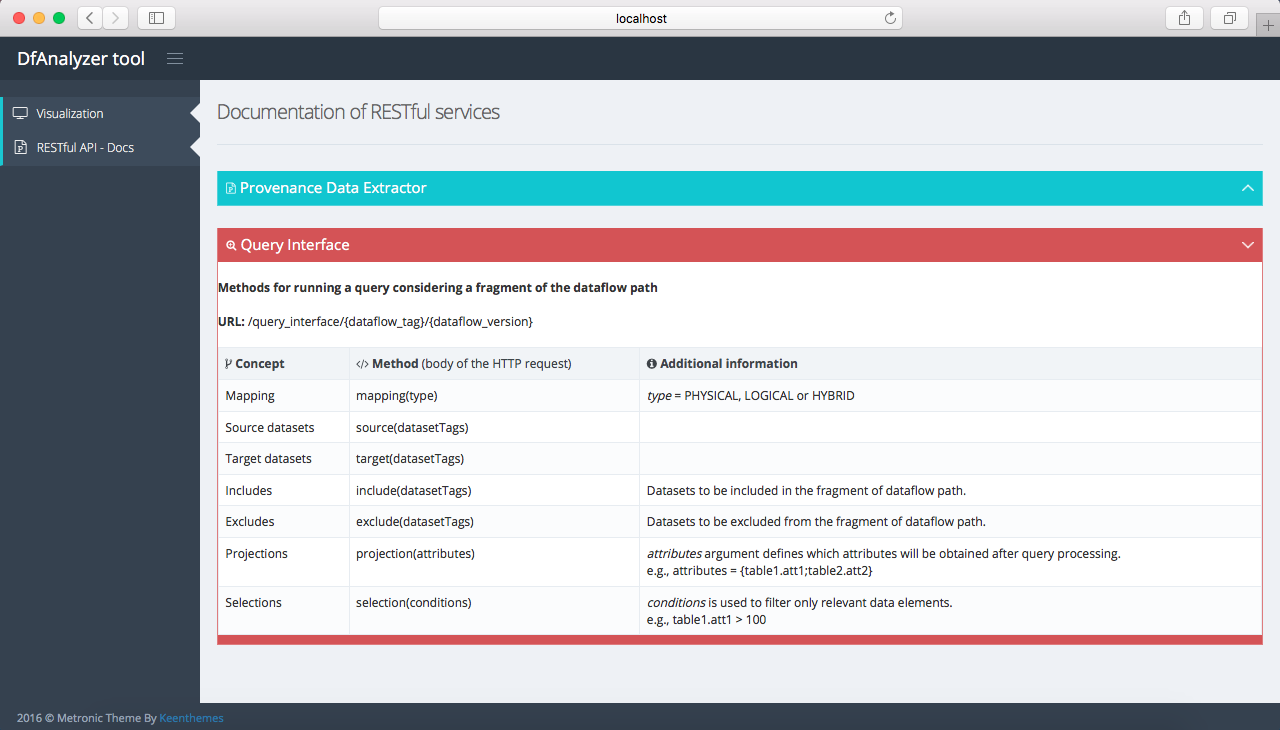 localhost
DfAnalyzer tool
Visualization
RESTful API - Docs
Documentation of RESTful services
Provenance Data Extractor
Query Interface
Methods for running a query considering a fragment of the dataflow path
URL: /query_interface/{dataflow_tag}/{dataflow_version}
Concept </> Method (body of the HTTP request) Additional information
Mapping mapping(type) type = PHYSICAL, LOGICAL or HYBRID
Source datasets source(datasetTags)
Target datasets target(datasetTags)
Includes include(datasetTags) Datasets to be included in the fragment of dataflow path.
Excludes exclude(datasetTags) Datasets to be excluded from the fragment of dataflow path.
Projections projection(attributes) attributes argument defines which attributes will be obtained after query processing.
e.g., attributes = {table1.att1;table2.att2}
Selections selection(conditions) conditions is used to filter only relevant data elements.
e.g., table1.att1 > 100
2016 © Metronic Theme By Keenthemes